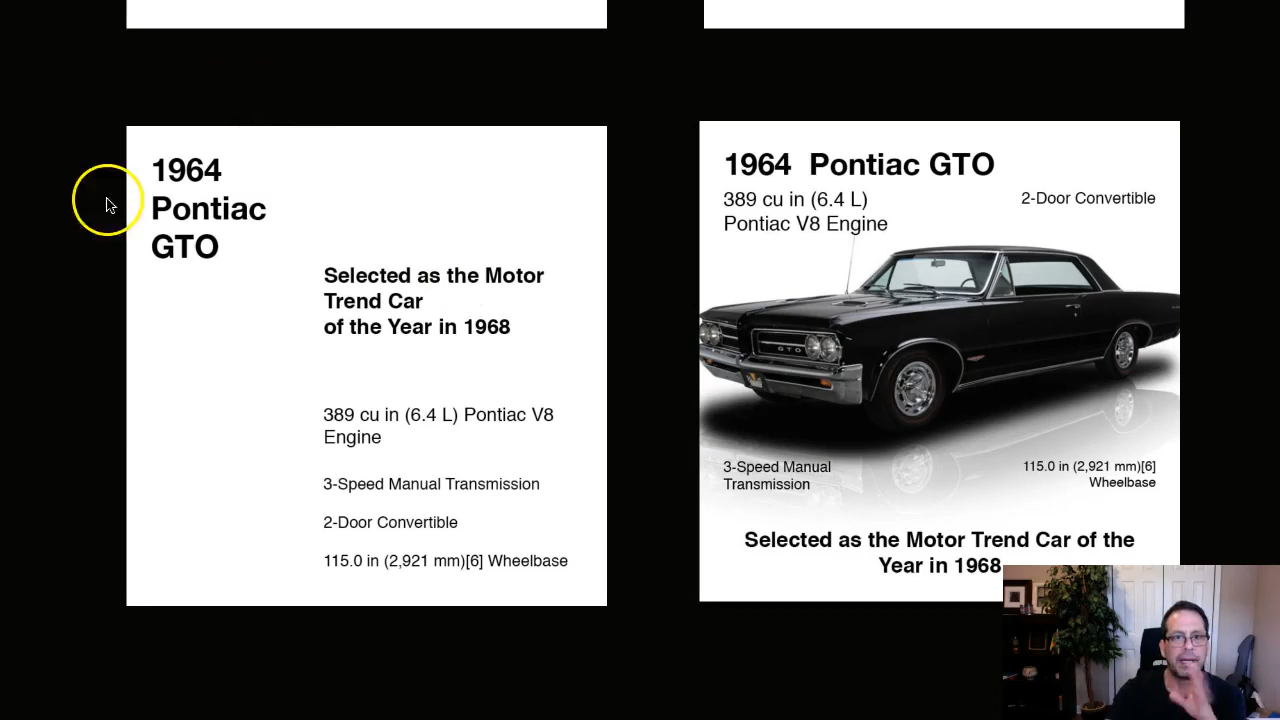 1964
Pontiac
GTO
Selected as the Motor
Trend Car
of the Year in 1968
389 cu in (6.4 L) Pontiac V8
Engine
3-Speed Manual Transmission
2-Door Convertible
115.0 in (2,921 mm)[6] Wheelbase
1964 Pontiac GTO
389 cu in (6.4 L)
Pontiac V8 Engine
2-Door Convertible
GTO
3-Speed Manual
Transmission
115.0 in (2,921 mm)[6]
Wheelbase
Selected as the Motor Trend Car of the
Year in 1968